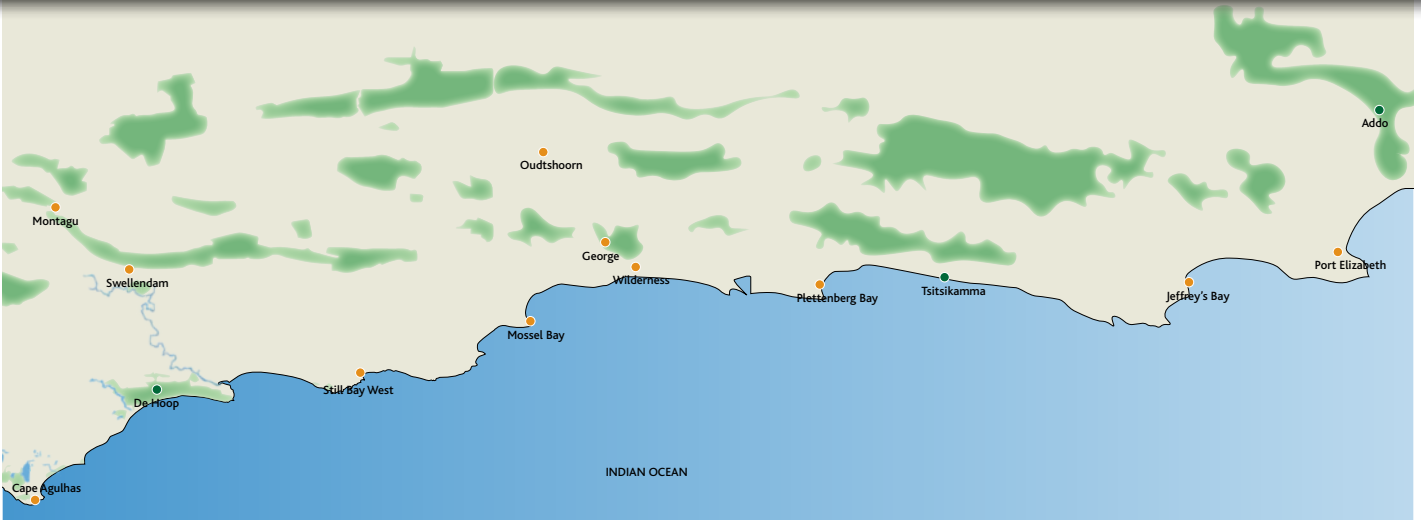 Addo
Oudtshoorn
Montagu
George
Port Elizabeth
Swellendam
Wilderness
Tsitsikamma
Plettenberg Bay
Jeffrey's Bay
Mossel Bay
Still Bay West
De Hoop
INDIAN OCEAN
Cape Agulhas